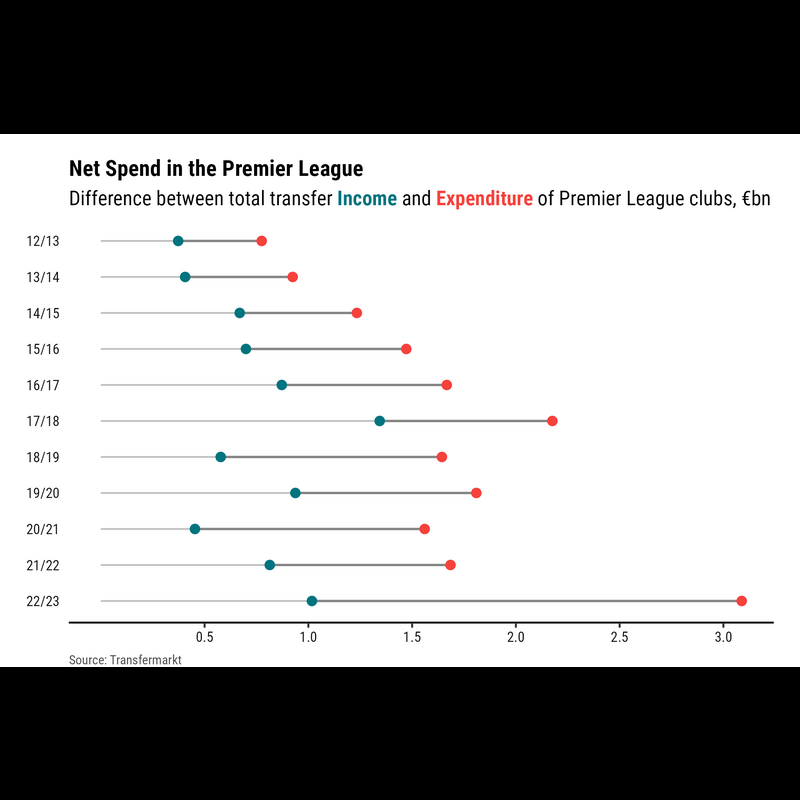 Net Spend in the Premier League
Difference between total transfer Income and Expenditure of Premier League clubs, €bn
12/13
13/14
14/15
15/16
16/17
17/18
18/19
19/20
20/21
21/22
22/23
0.5 1.0 1.5 2.0 2.5 3.0
Source: Transfermarkt